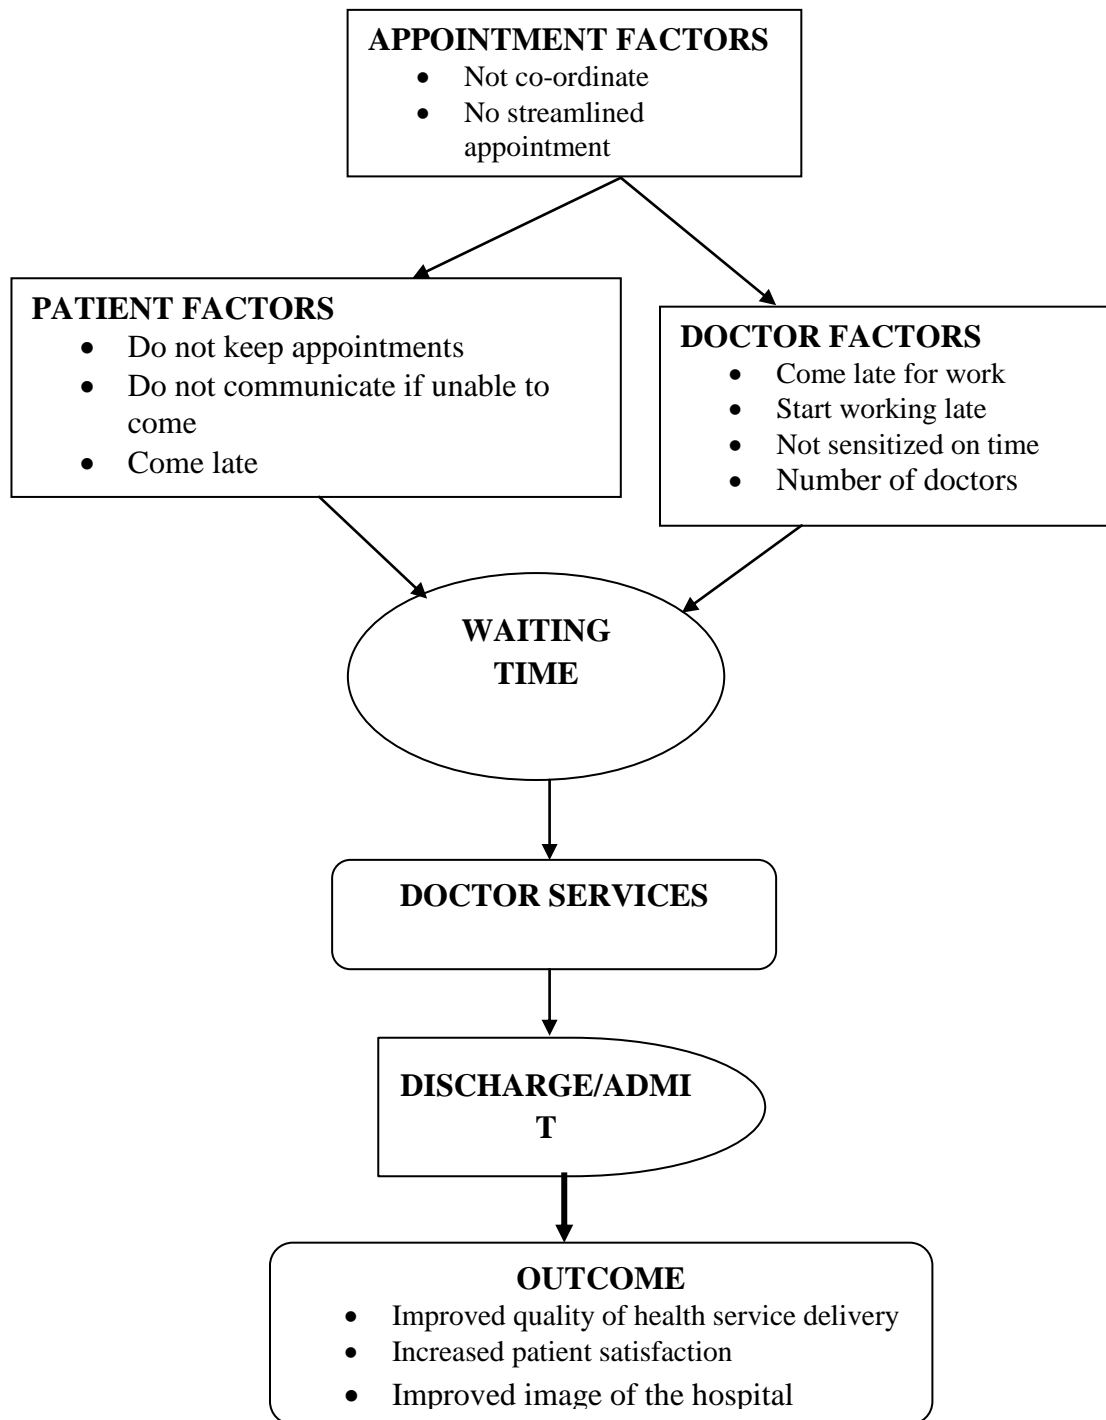 APPOINTMENT FACTORS
• Not co-ordinate
• No streamlined
appointment
PATIENT FACTORS
• Do not keep appointments
• Do not communicate if unable to
come
• Come late
DOCTOR FACTORS
• Come late for work
• Start working late
• Not sensitized on time
• Number of doctors
WAITING
TIME
DOCTOR SERVICES
DISCHARGE/ADMI
T
OUTCOME
• Improved quality of health service delivery
• Increased patient satisfaction
• Improved image of the hospital